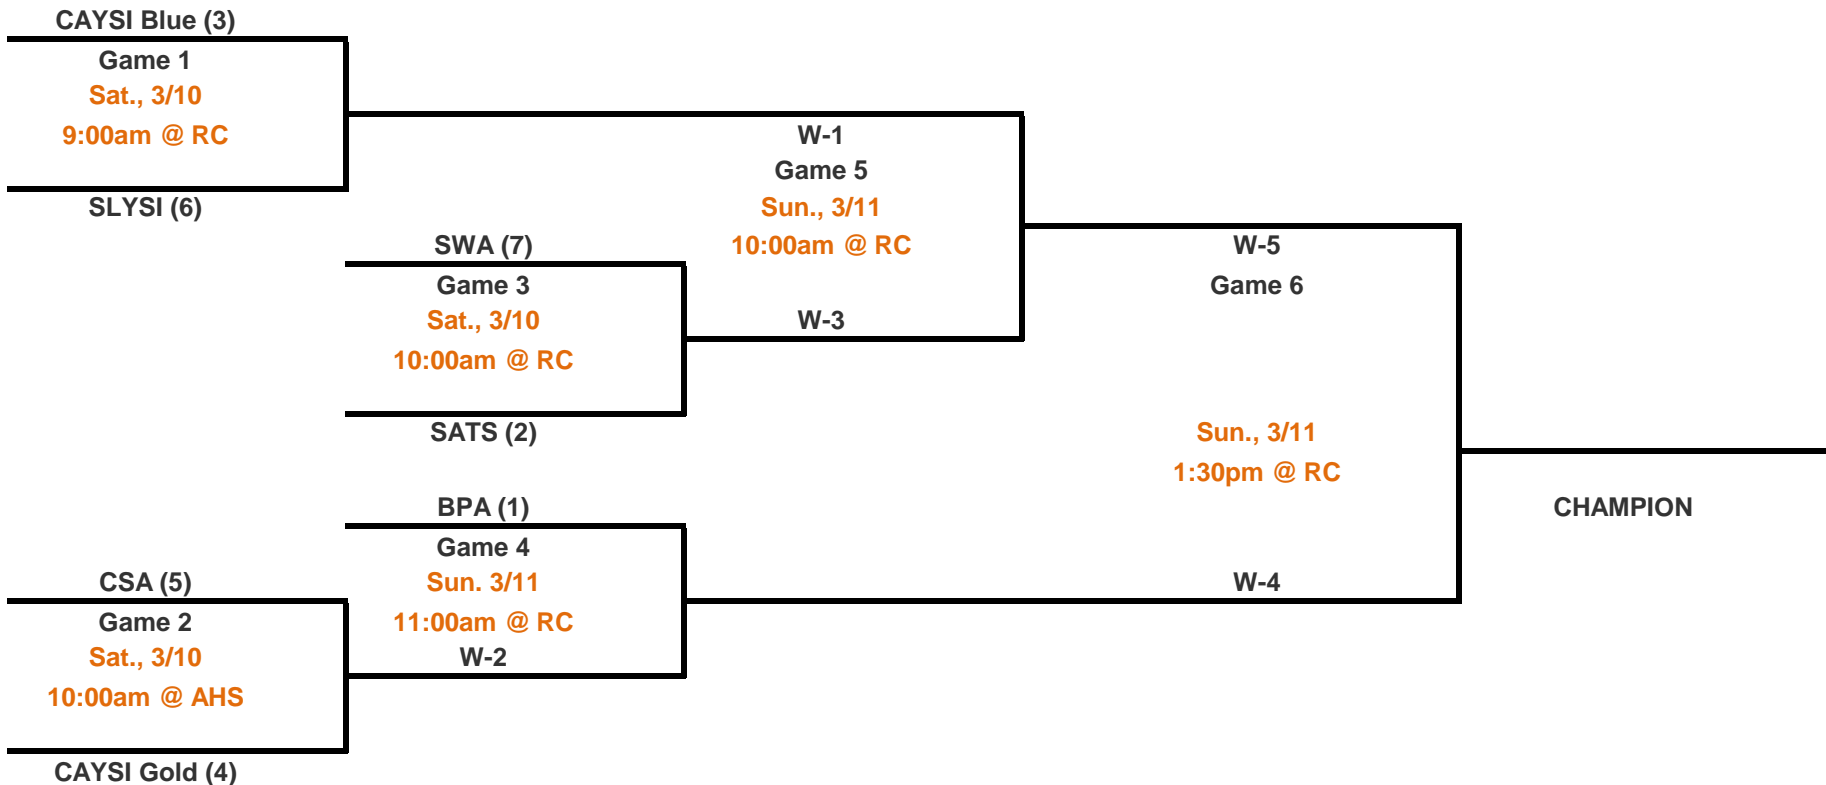 CAYSI Blue (3)
Game 1
Sat., 3/10
9:00am @ RC
SLYSI (6)
W-1
Game 5
Sun., 3/11
10:00am @ RC
SWA (7)
Game 3
Sat., 3/10
10:00am @ RC
W-3
SATS (2)
W-5
Game 6
Sun., 3/11
1:30pm @ RC
CHAMPION
BPA (1)
Game 4
Sun. 3/11
11:00am @ RC
W-2
W-4
CSA (5)
Game 2
Sat., 3/10
10:00am @ AHS
CAYSI Gold (4)